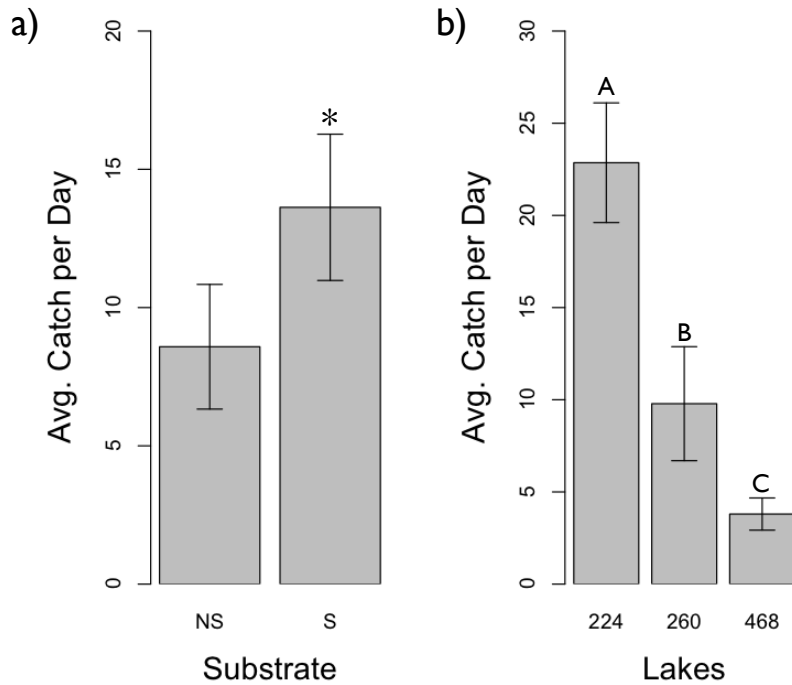 a)
Avg. Catch per Day
20
15
10
5
0
*
NS S
Substrate
b)
Avg. Catch per Day
30
25
20
15
10
5
0
A
B
C
224 260 468
Lakes